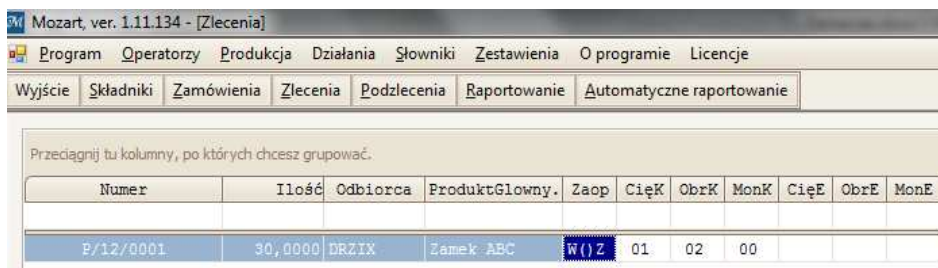 Mozart, ver. 1.11.134 - [Zlecenia]
Program Operatorzy Produkcja Działania Słowniki Zestawienia O programie Licencje
Wyjście Składniki Zamówienia Zlecenia Podzlecenia Raportowanie Automatyczne raportowanie
Przeciągnij tu kolumny, po których chcesz grupować.
Numer Ilość Odbiorca ProduktGlowny. Zaop CięK ObrK MonK CięE ObrE MonE
P/12/0001 30,0000 DRZIX Zamek ABC W()Z 01 02 00